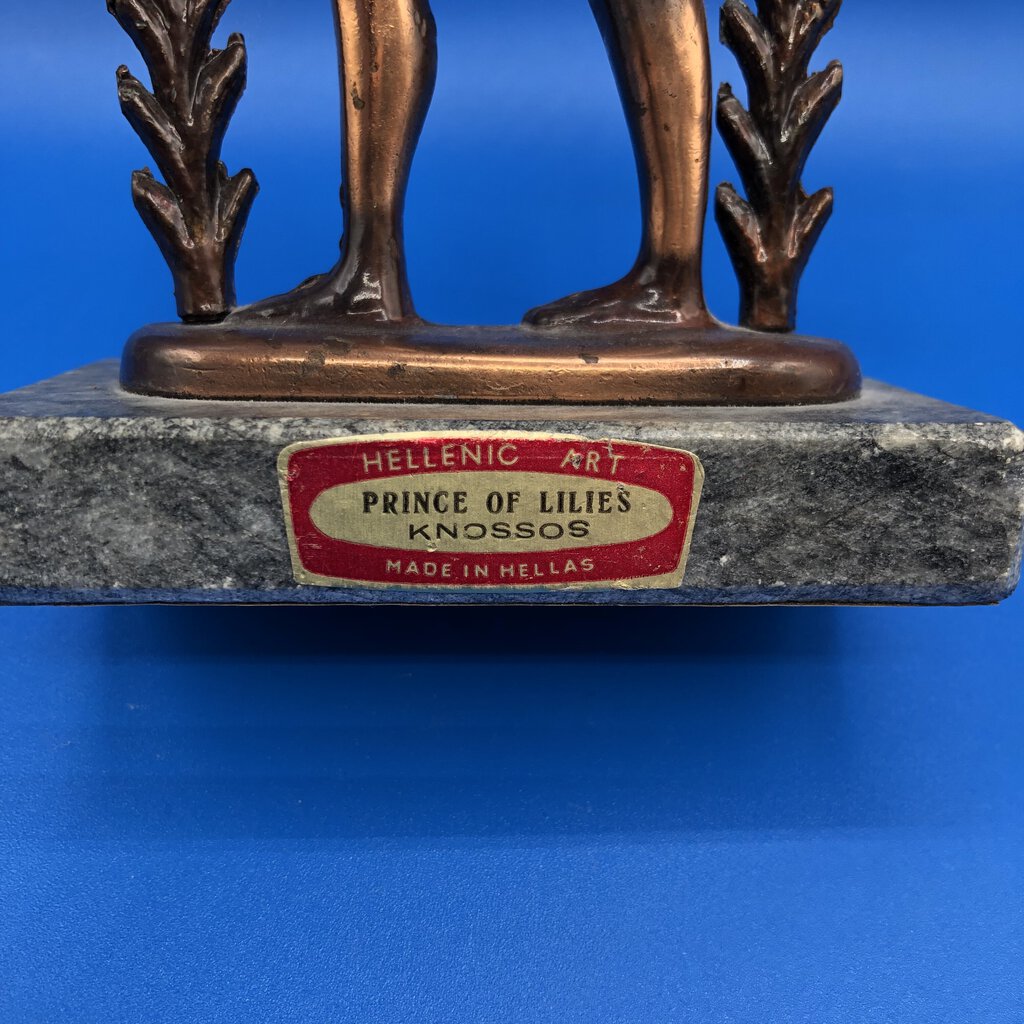 HELLENIC ART
PRINCE OF LILIES
KNOSSOS
MADE IN HELLAS